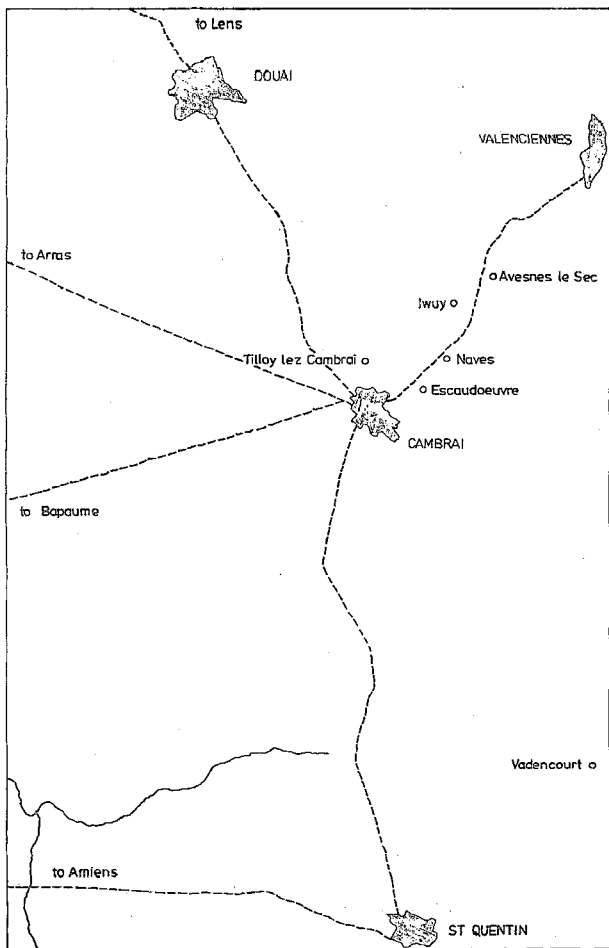 to Lens
DOUAI
VALENCIENNES
to Arras
Avesnes le Sec
Iwuy
Tilloy lez Cambrai
Naves
Escaudoeuvre
CAMBRAI
to Bapaume
Vadencourt
to Amiens
ST QUENTIN